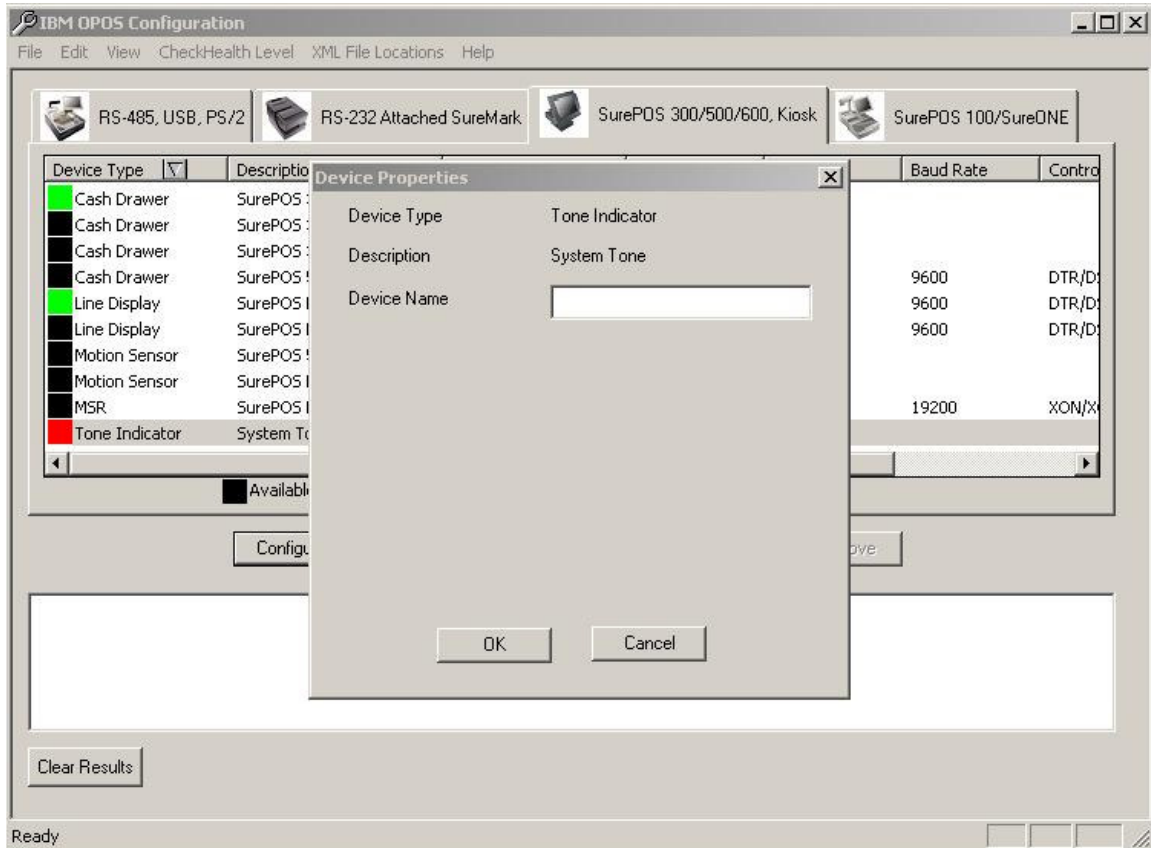 IBM OPOS Configuration
File Edit View CheckHealth Level XML File Locations Help
RS-485, USB, PS/2
RS-232 Attached SureMark
SurePOS 300/500/600, Kiosk
SurePOS 100/SureONE
Device Type Descriptio Baud Rate Contro
Cash Drawer SurePOS
Cash Drawer SurePOS
Cash Drawer SurePOS
Cash Drawer SurePOS 9600 DTR/D
Line Display SurePOS 9600 DTR/D
Line Display SurePOS 9600 DTR/D
Motion Sensor SurePOS
Motion Sensor SurePOS
MSR SurePOS 19200 XON/X
Tone Indicator System To
Availabl
Configu
ove
Device Properties
Device Type Tone Indicator
Description System Tone
Device Name
OK Cancel
Clear Results
Ready